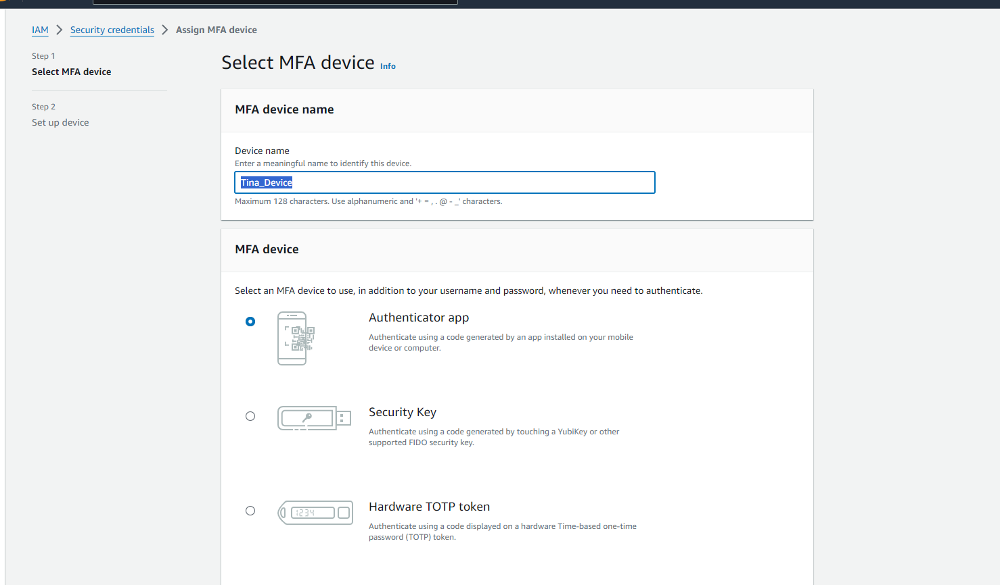 IAM > Security credentials > Assign MFA device
Step 1
Select MFA device
Step 2
Set up device
Select MFA device Info
MFA device name
Device name
Enter a meaningful name to identify this device.
Tina_Device
Maximum 128 characters. Use alphanumeric and '+ = , . @ - _' characters.
MFA device
Select an MFA device to use, in addition to your username and password, whenever you need to authenticate.
Authenticator app
Authenticate using a code generated by an app installed on your mobile
device or computer.
Security Key
Authenticate using a code generated by touching a YubiKey or other
supported FIDO security key.
1234
Hardware TOTP token
Authenticate using a code displayed on a hardware Time-based one-time
password (TOTP) token.